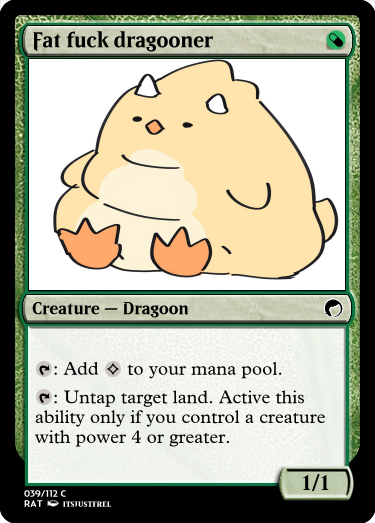 Fat fuck dragooner
Creature — Dragoon
: Add to your mana pool.
: Untap target land. Active this
ability only if you control a creature
with power 4 or greater.
1/1
039/112 C
RAT ITSJUSTFREL